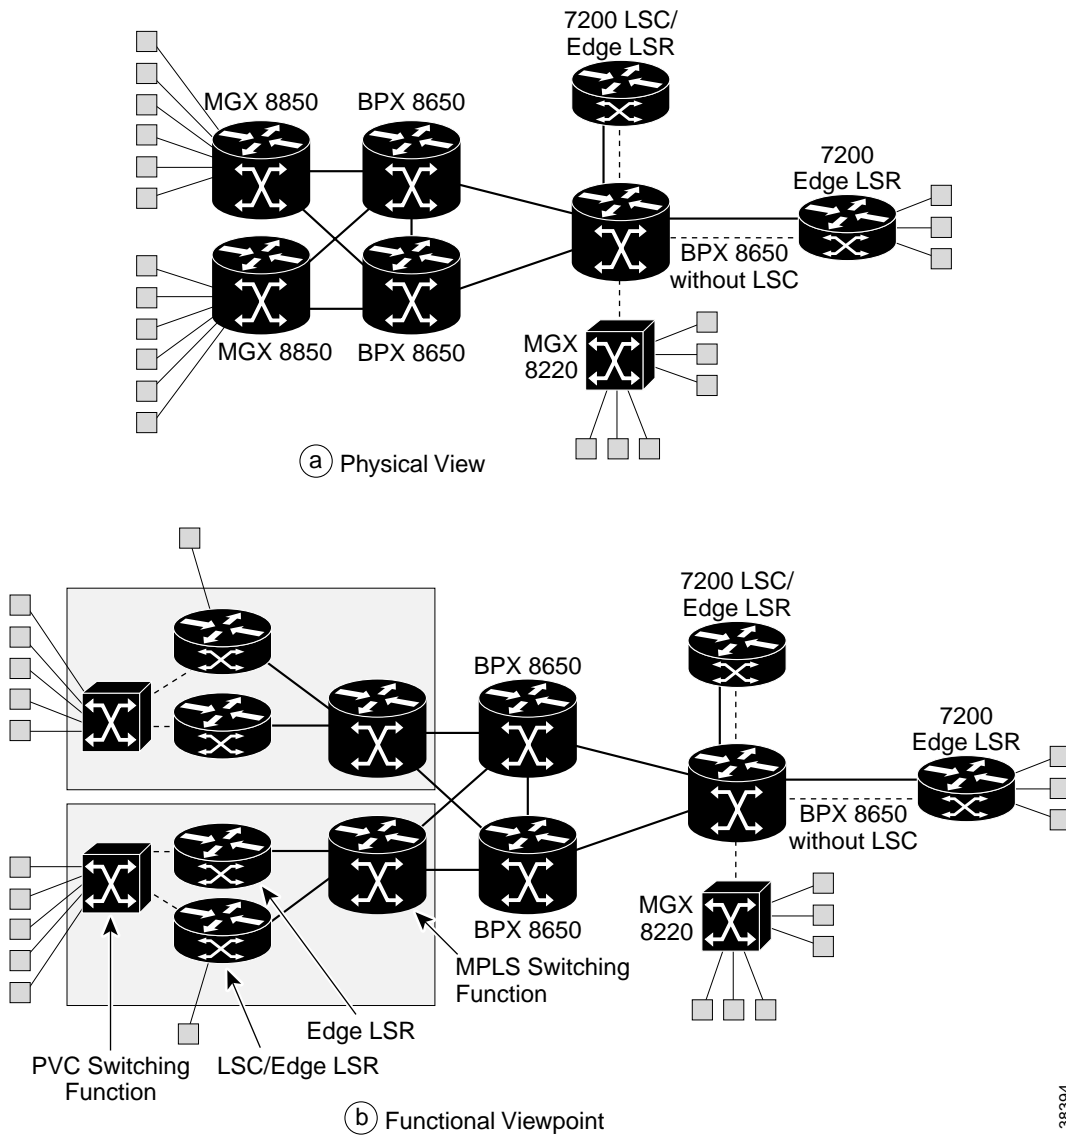 7200 LSC/
Edge LSR
MGX 8850
BPX 8650
7200
Edge LSR
BPX 8650
without LSC
MGX 8850
BPX 8650
MGX
8220
a Physical View
7200 LSC/
Edge LSR
BPX 8650
7200
Edge LSR
BPX 8650
without LSC
MGX
8220
BPX 8650
MPLS Switching
Function
Edge LSR
LSC/Edge LSR
PVC Switching
Function
b Functional Viewpoint
38394